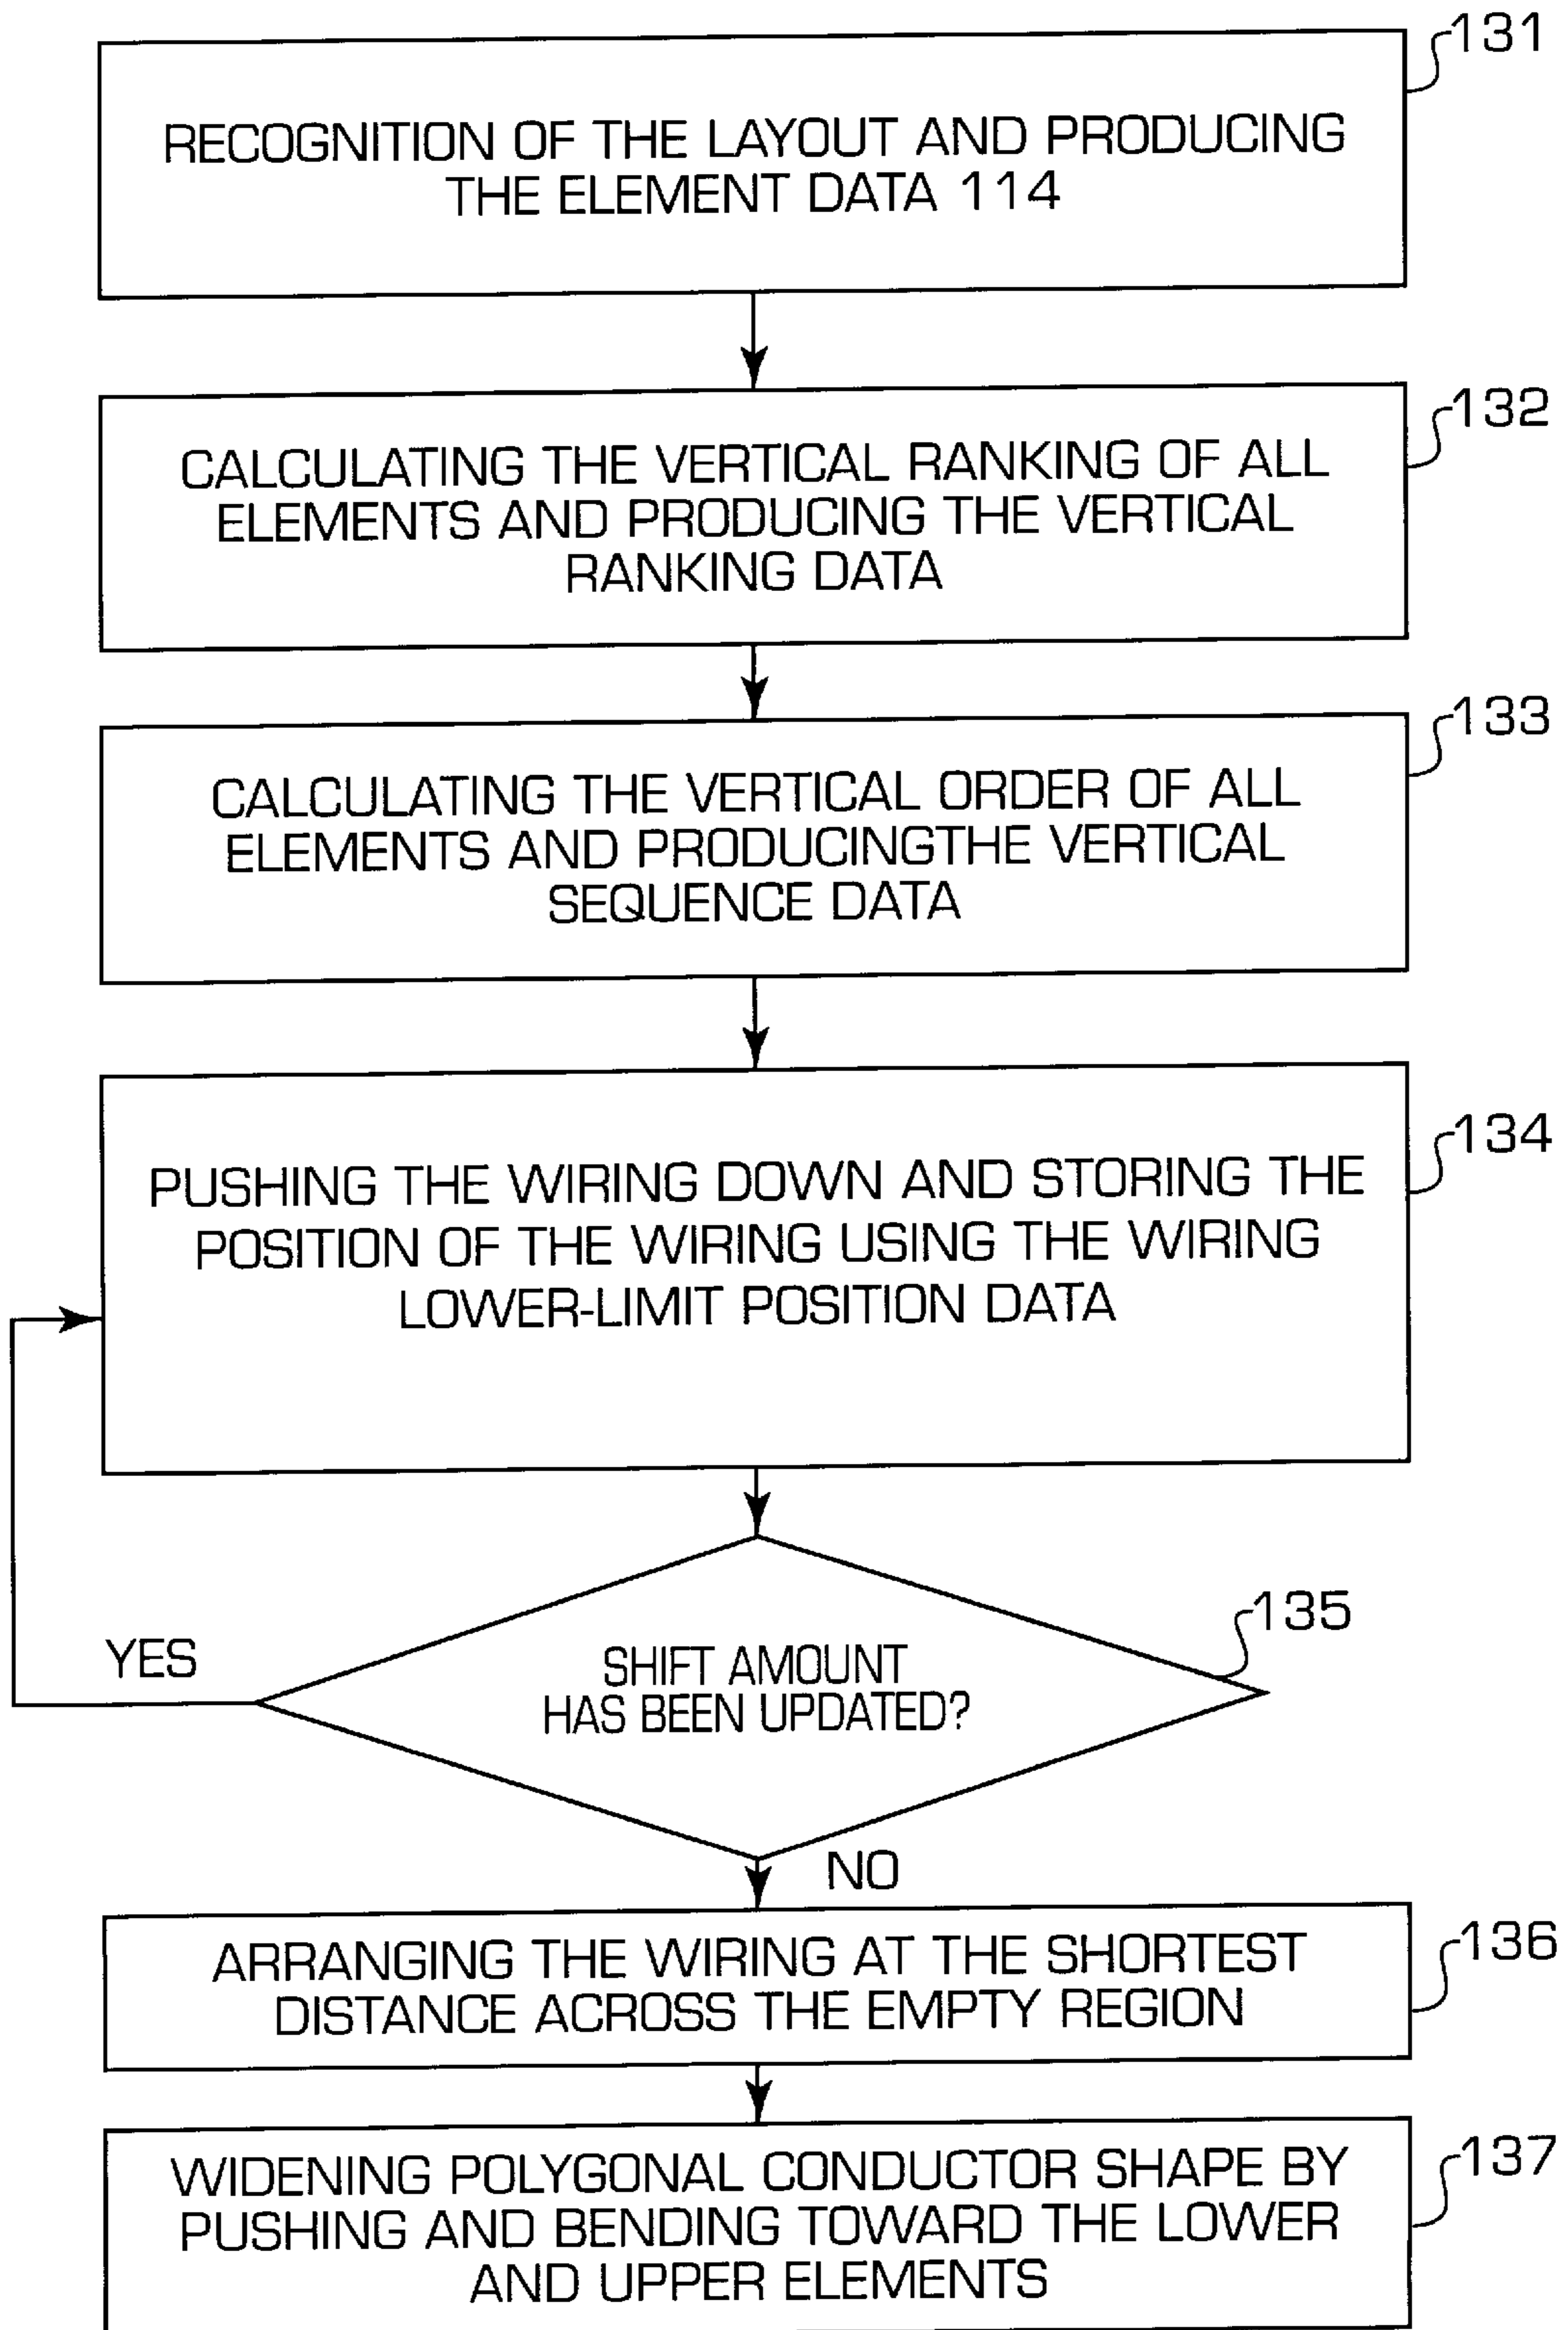 131
RECOGNITION OF THE LAYOUT AND PRODUCING
THE ELEMENT DATA 114
132
CALCULATING THE VERTICAL RANKING OF ALL
ELEMENTS AND PRODUCING THE VERTICAL
RANKING DATA
133
CALCULATING THE VERTICAL ORDER OF ALL
ELEMENTS AND PRODUCINGTHE VERTICAL
SEQUENCE DATA
134
PUSHING THE WIRING DOWN AND STORING THE
POSITION OF THE WIRING USING THE WIRING
LOWER-LIMIT POSITION DATA
135
YES
SHIFT AMOUNT
HAS BEEN UPDATED?
NO
136
ARRANGING THE WIRING AT THE SHORTEST
DISTANCE ACROSS THE EMPTY REGION
137
WIDENING POLYGONAL CONDUCTOR SHAPE BY
PUSHING AND BENDING TOWARD THE LOWER
AND UPPER ELEMENTS